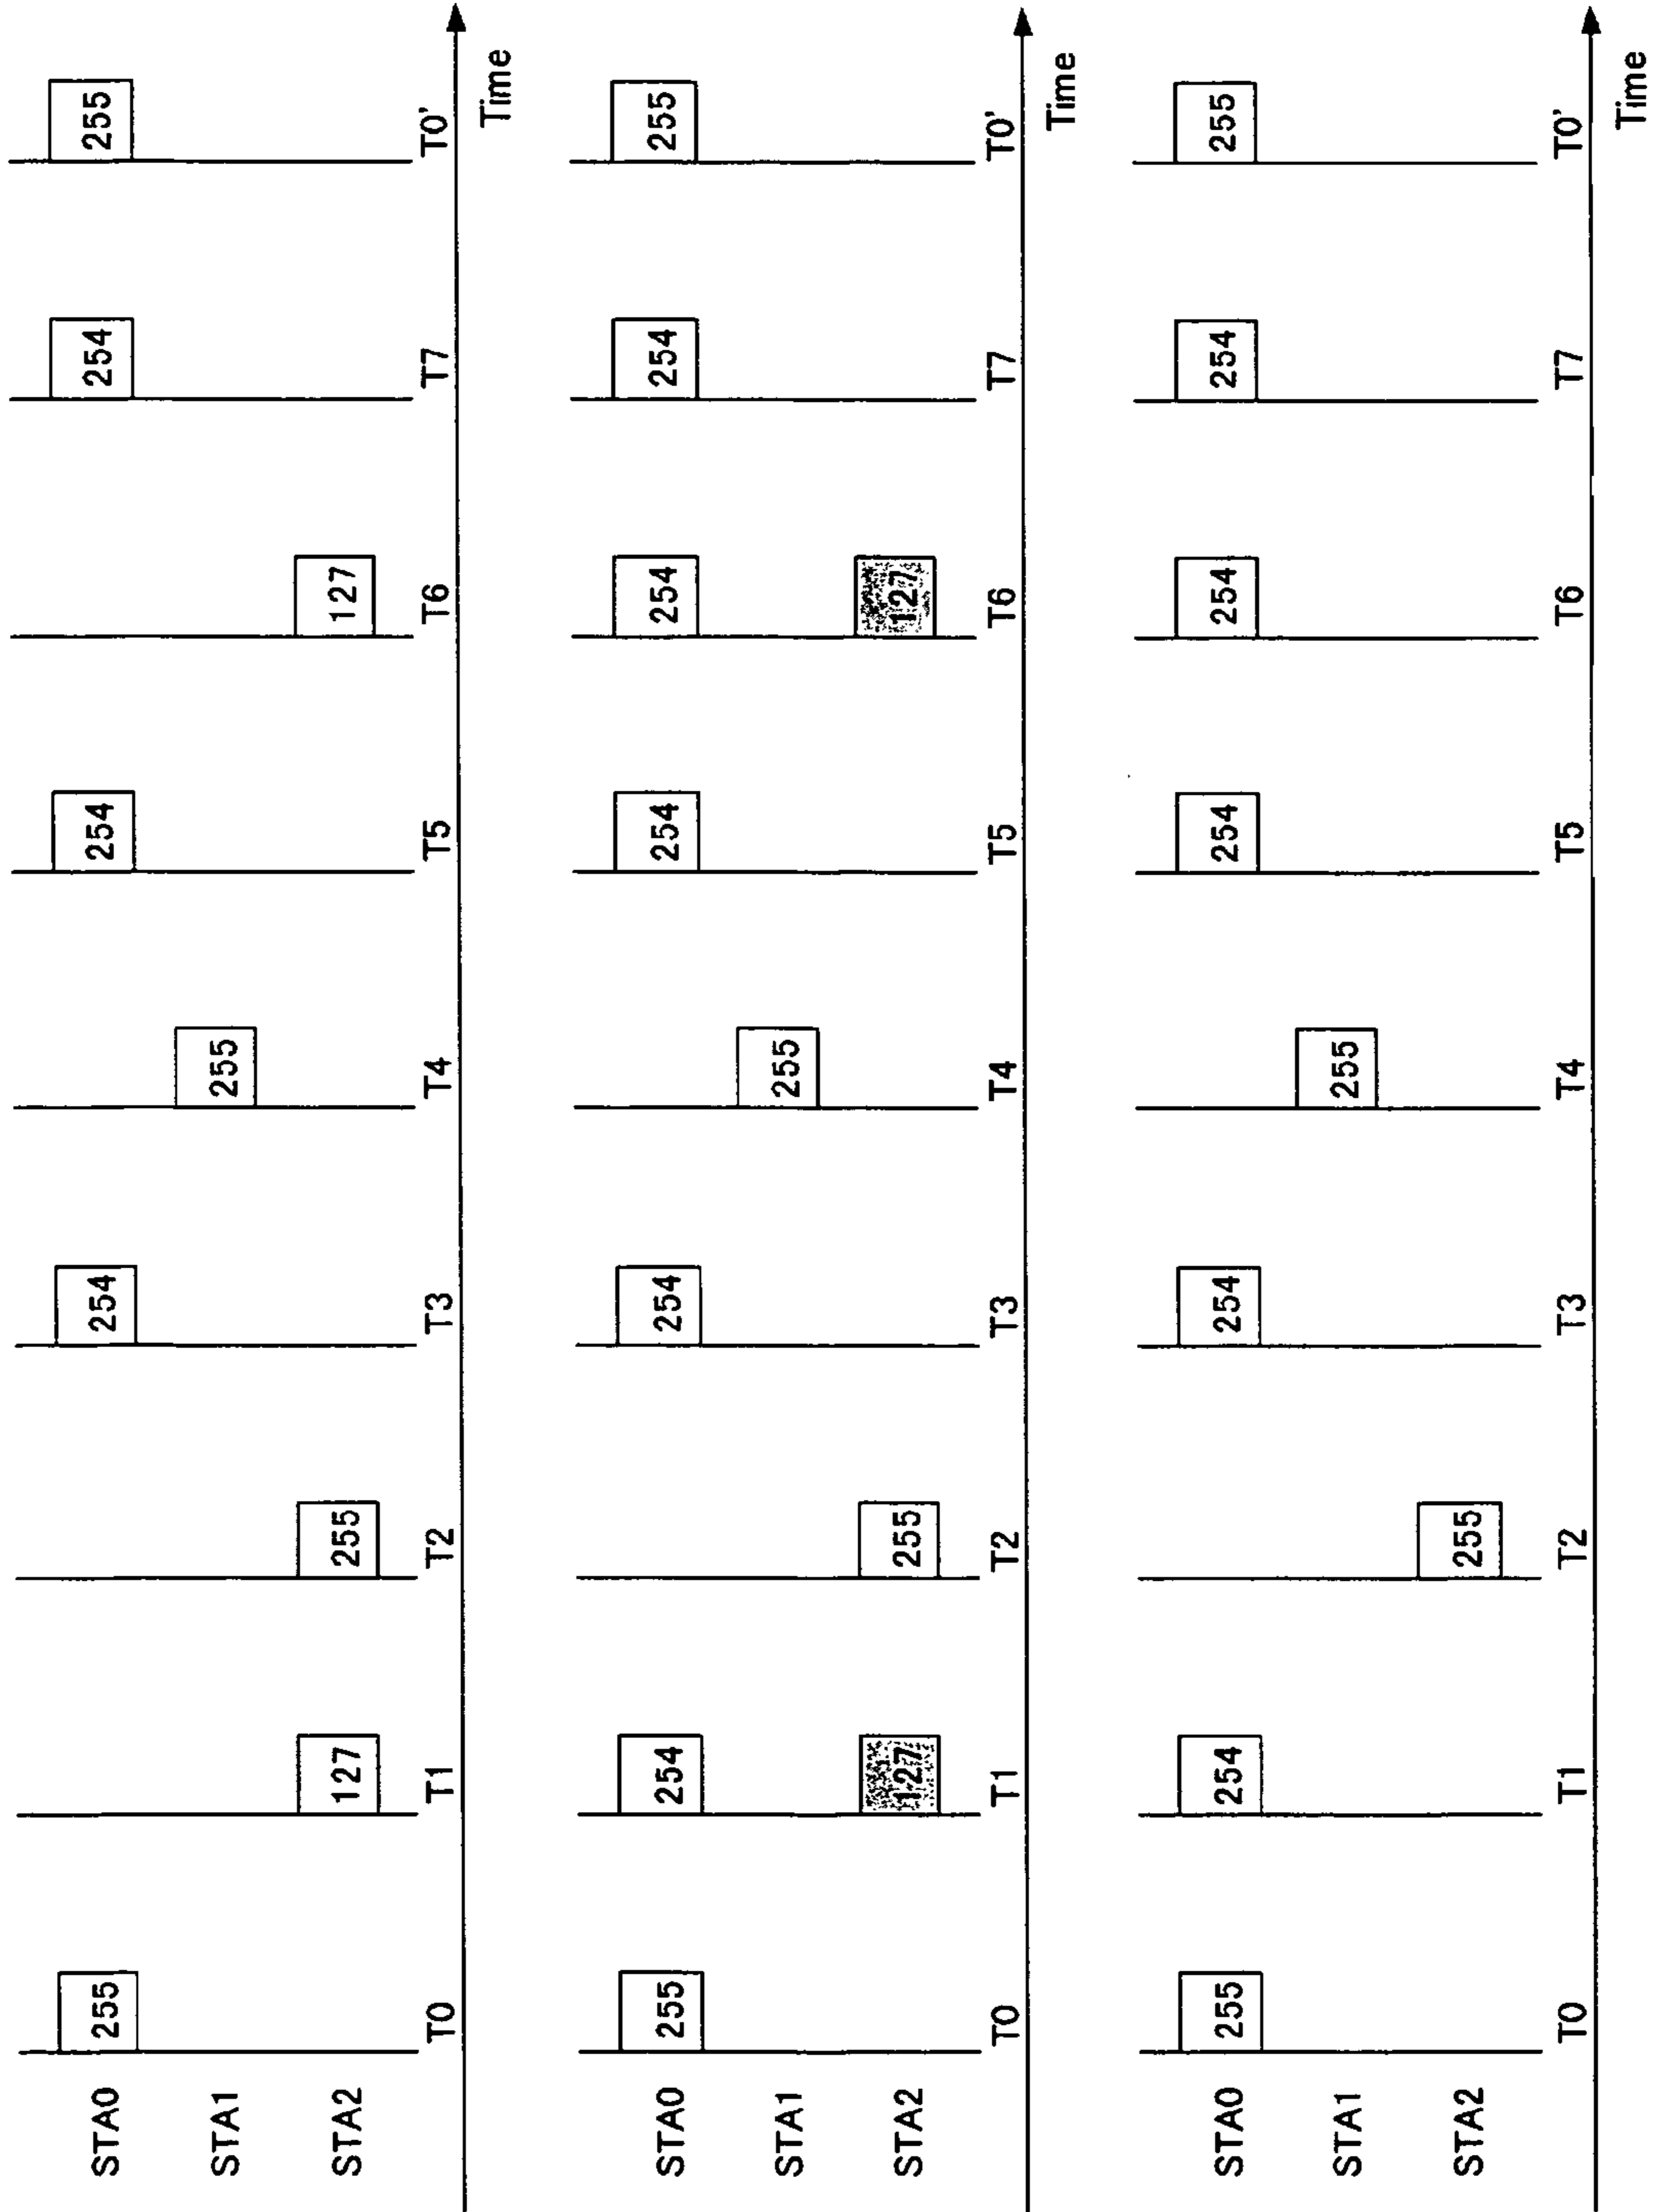 STA0 255 254 254 254 255
STA1 255
STA2 127 255 127
T0 T1 T2 T3 T4 T5 T6 T7 T0'
Time
STA0 255 254 254 254 254 254 255
STA1 255
STA2 127 255 127
T0 T1 T2 T3 T4 T5 T6 T7 T0'
Time
STA0 255 254 254 254 254 254 255
STA1 255
STA2 255
T0 T1 T2 T3 T4 T5 T6 T7 T0'
Time